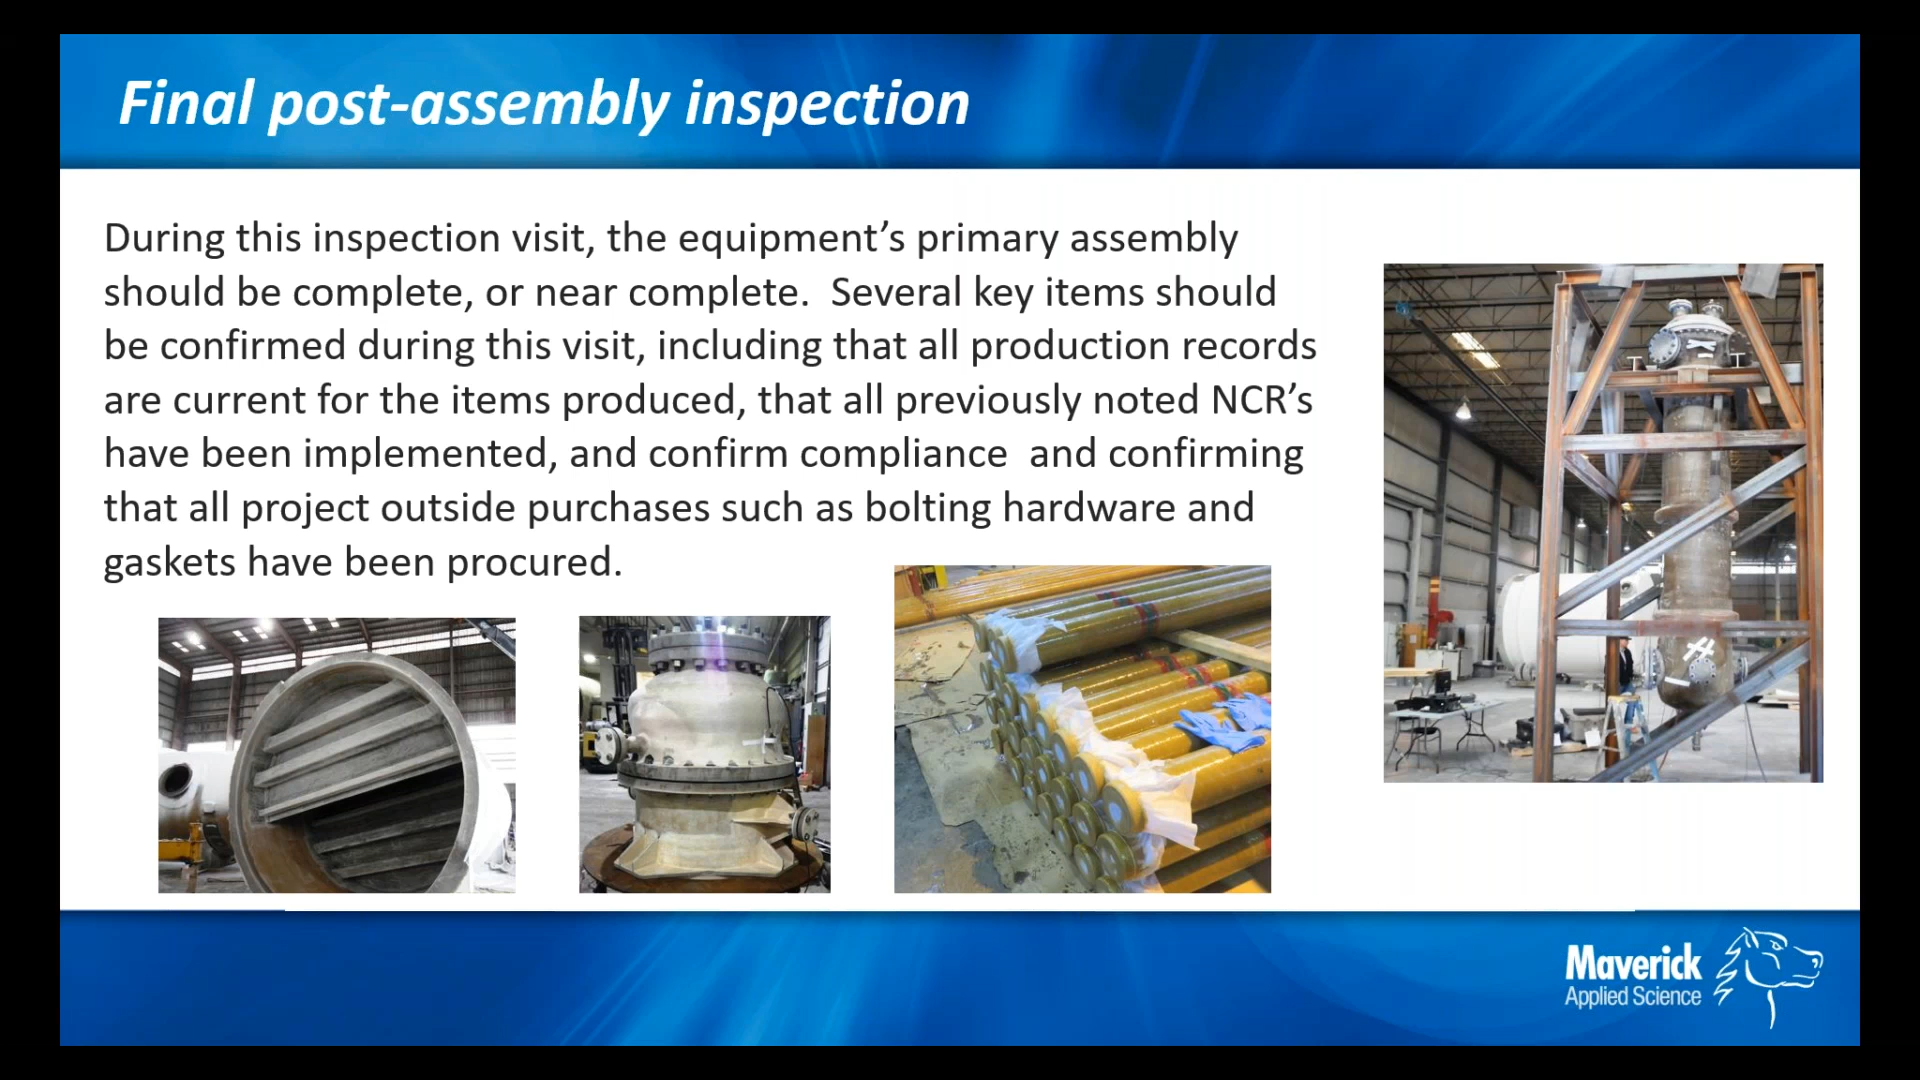 Final post-assembly inspection
During this inspection visit, the equipment’s primary assembly
should be complete, or near complete.  Several key items should
be confirmed during this visit, including that all production records
are current for the items produced, that all previously noted NCR’s
have been implemented, and confirm compliance  and confirming
that all project outside purchases such as bolting hardware and
gaskets have been procured.
Maverick
Applied Science